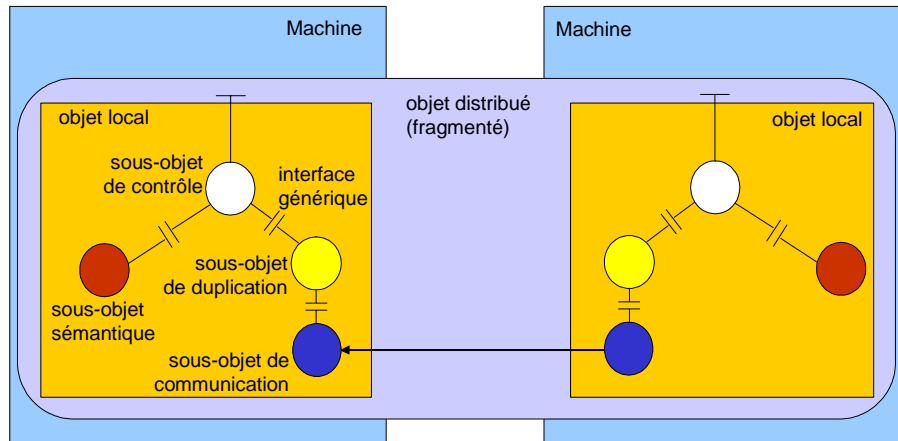 Machine
Machine
objet distribué
(fragmenté)
objet local
objet local
sous-objet
de contrôle
interface
générique
sous-objet
de duplication
sous-objet
sémantique
sous-objet de
communication